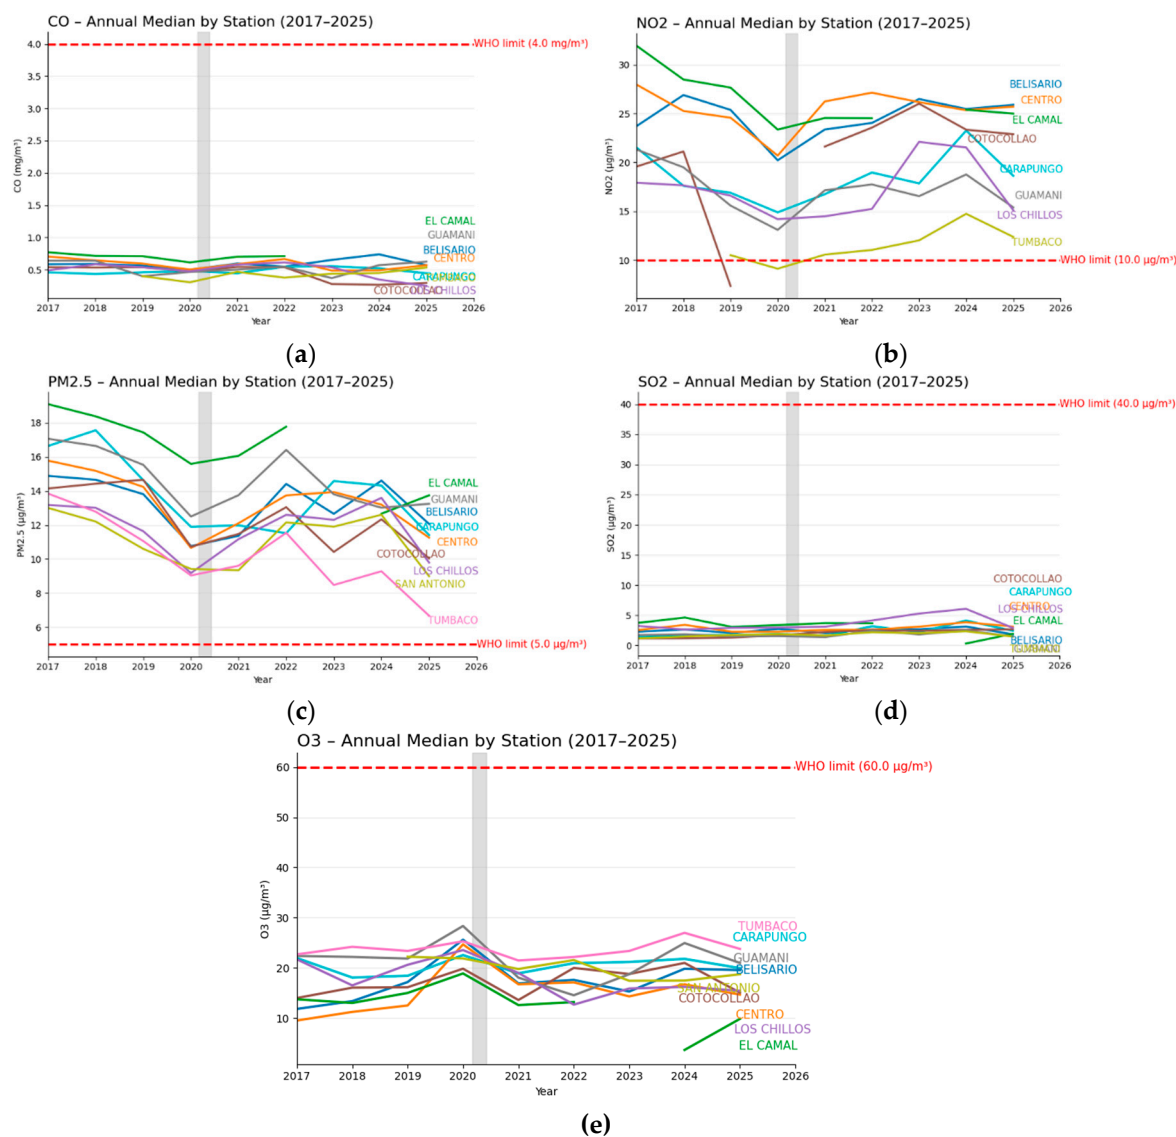 CO – Annual Median by Station (2017–2025)
4.0
3.5
3.0
2.5
2.0
1.5
1.0
0.5
CO (mg/m³)
WHO limit (4.0 mg/m³)
EL CAMAL
GUAMANI
BELISARIO
CENTRO
CARAPUNGO
COTOCOLLAO
LOS CHILLOS
2017 2018 2019 2020 2021 2022 2023 2024 2025 2026
Year
(a)
NO2 – Annual Median by Station (2017–2025)
30
25
20
15
10
NO2 (µg/m³)
BELISARIO
CENTRO
EL CAMAL
COTOCOLLAO
CARAPUNGO
GUAMANI
LOS CHILLOS
TUMBACO
WHO limit (10.0 µg/m³)
2017 2018 2019 2020 2021 2022 2023 2024 2025 2026
Year
(b)
PM2.5 – Annual Median by Station (2017–2025)
18
16
14
12
10
8
6
PM2.5 (µg/m³)
EL CAMAL
GUAMANI
BELISARIO
CARAPUNGO
CENTRO
COTOCOLLAO
LOS CHILLOS
SAN ANTONIO
TUMBACO
WHO limit (5.0 µg/m³)
2017 2018 2019 2020 2021 2022 2023 2024 2025 2026
Year
(c)
SO2 – Annual Median by Station (2017–2025)
40
35
30
25
20
15
10
5
0
SO2 (µg/m³)
WHO limit (40.0 µg/m³)
COTOCOLLAO
CARAPUNGO
CENTRO
LOS CHILLOS
EL CAMAL
BELISARIO
GUAMANI
2017 2018 2019 2020 2021 2022 2023 2024 2025 2026
Year
(d)
O3 – Annual Median by Station (2017–2025)
60
50
40
30
20
10
O3 (µg/m³)
WHO limit (60.0 µg/m³)
TUMBACO
CARAPUNGO
GUAMANI
BELISARIO
SAN ANTONIO
COTOCOLLAO
CENTRO
LOS CHILLOS
EL CAMAL
2017 2018 2019 2020 2021 2022 2023 2024 2025 2026
Year
(e)